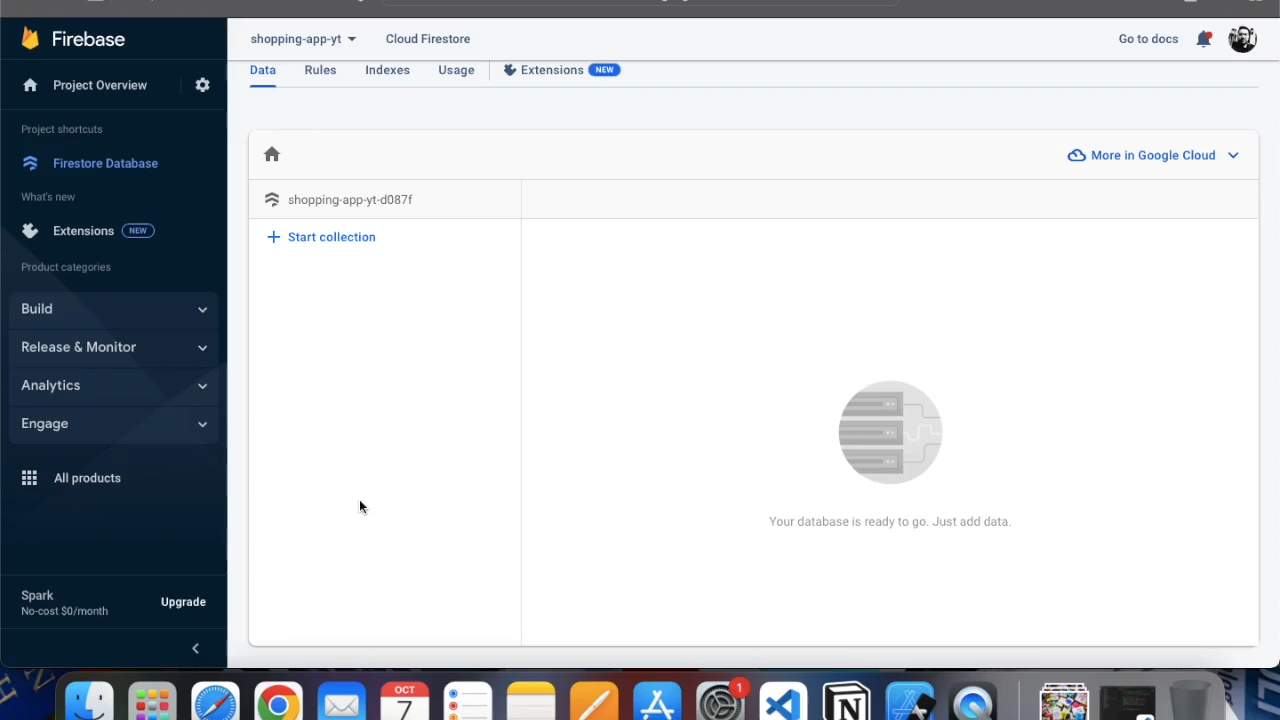 Firebase
shopping-app-yt
Cloud Firestore
Go to docs
Project Overview
Data
Rules
Indexes
Usage
Extensions
NEW
Project shortcuts
Firestore Database
What's new
Extensions
NEW
Product categories
Build
Release & Monitor
Analytics
Engage
All products
Spark
No-cost $0/month
Upgrade
More in Google Cloud
shopping-app-yt-d087f
Start collection
Your database is ready to go. Just add data.
OCT
7
1